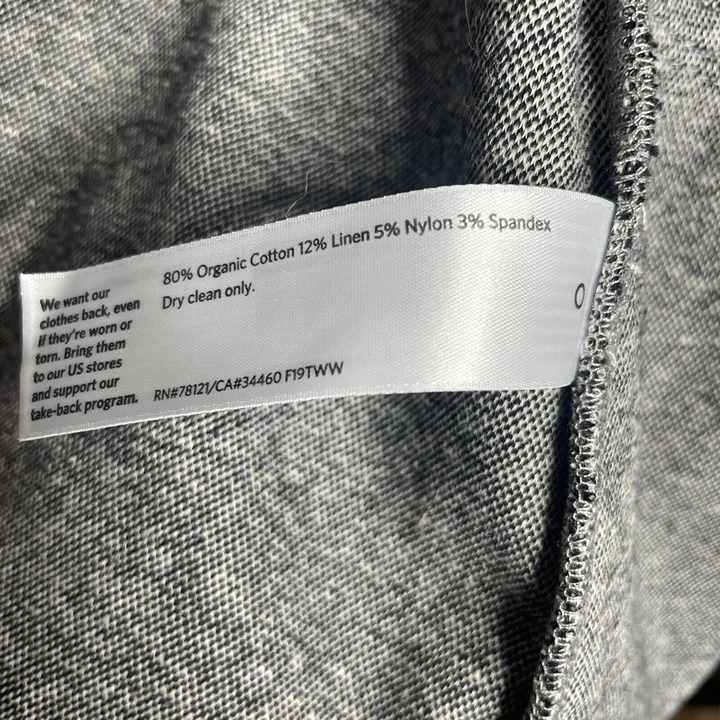 We want our
clothes back, even
if they're worn or
torn. Bring them
to our US stores
and support our
take-back program.
80% Organic Cotton 12% Linen 5% Nylon 3% Spandex
Dry clean only.
RN#78121/CA#34460 F19TWW